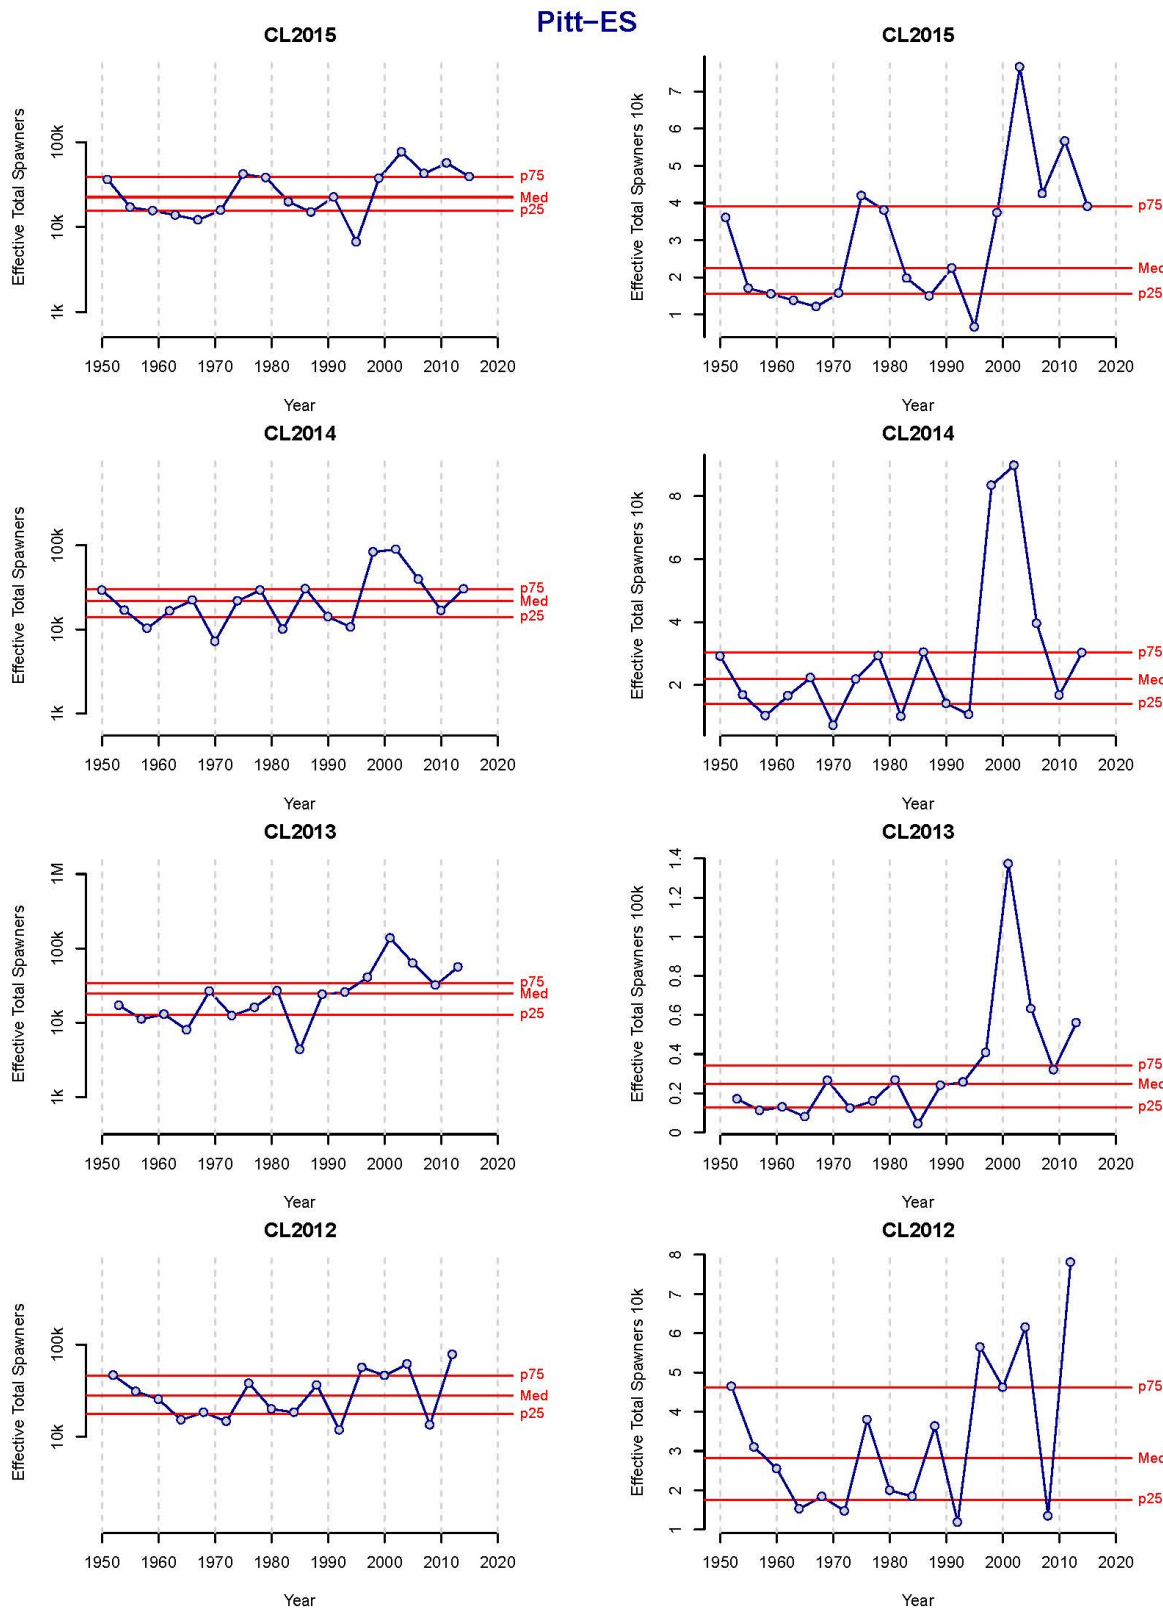 Pitt−ES
CL2015
Effective Total Spawners
100k
10k
1k
p75
Med
p25
1950 1960 1970 1980 1990 2000 2010 2020
Year
CL2015
Effective Total Spawners 10k
7
6
5
4
3
2
1
p75
Med
p25
1950 1960 1970 1980 1990 2000 2010 2020
Year
CL2014
Effective Total Spawners
100k
10k
1k
p75
Med
p25
1950 1960 1970 1980 1990 2000 2010 2020
Year
CL2014
Effective Total Spawners 10k
8
6
4
2
p75
Med
p25
1950 1960 1970 1980 1990 2000 2010 2020
Year
CL2013
Effective Total Spawners
1M
100k
10k
1k
p75
Med
p25
1950 1960 1970 1980 1990 2000 2010 2020
Year
CL2013
Effective Total Spawners 100k
1.4
1.2
1
0.8
0.6
0.4
0.2
0
p75
Med
p25
1950 1960 1970 1980 1990 2000 2010 2020
Year
CL2012
Effective Total Spawners
100k
10k
p75
Med
p25
1950 1960 1970 1980 1990 2000 2010 2020
Year
CL2012
Effective Total Spawners 10k
8
7
6
5
4
3
2
1
p75
Med
p25
1950 1960 1970 1980 1990 2000 2010 2020
Year